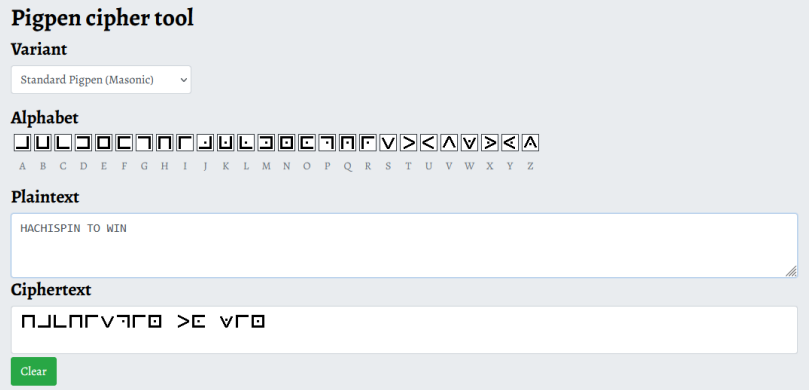 Pigpen cipher tool
Variant
Standard Pigpen (Masonic)
Alphabet
A B C D E F G H I J K L M N O P Q R S T U V W X Y Z
Plaintext
HACHISPIN TO WIN
Ciphertext
Clear